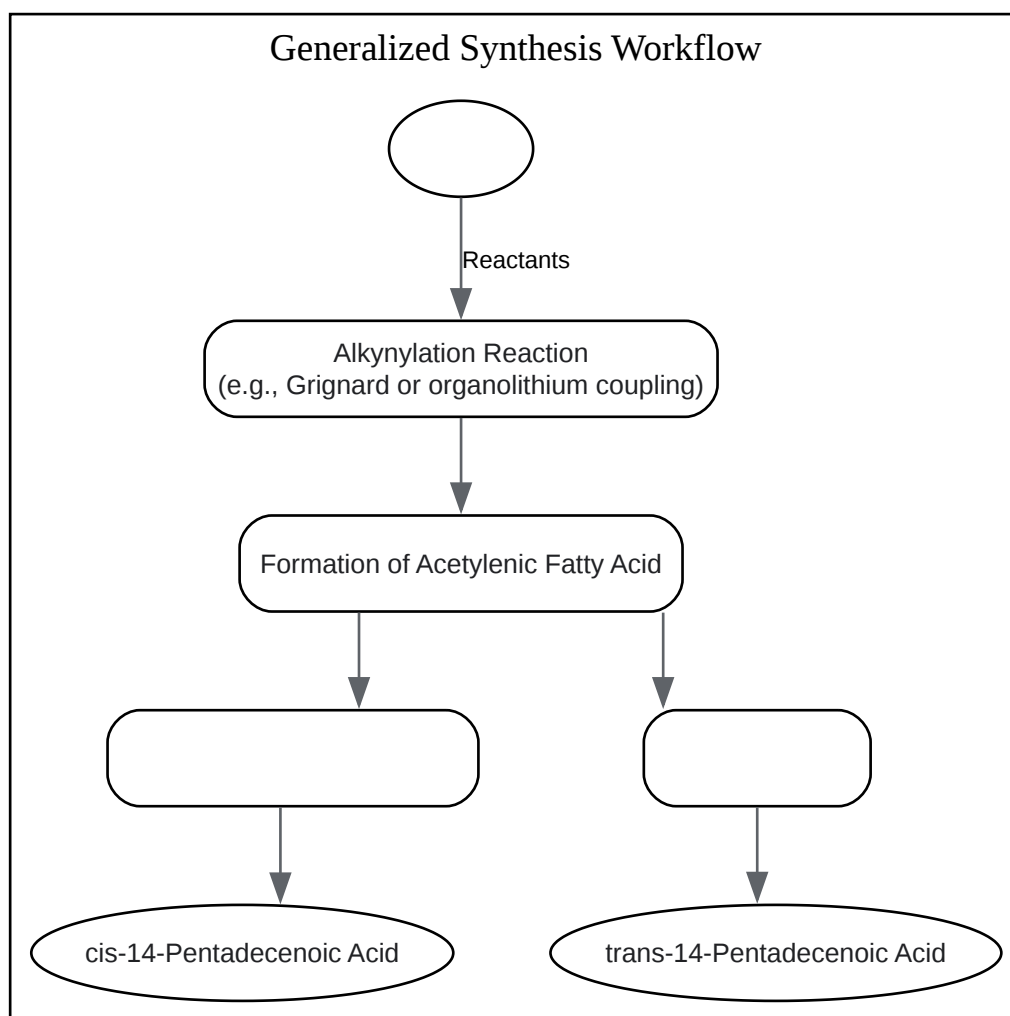 Generalized Synthesis Workflow
Reactants
Alkynylation Reaction
(e.g., Grignard or organolithium coupling)
Formation of Acetylenic Fatty Acid
cis-14-Pentadecenoic Acid
trans-14-Pentadecenoic Acid